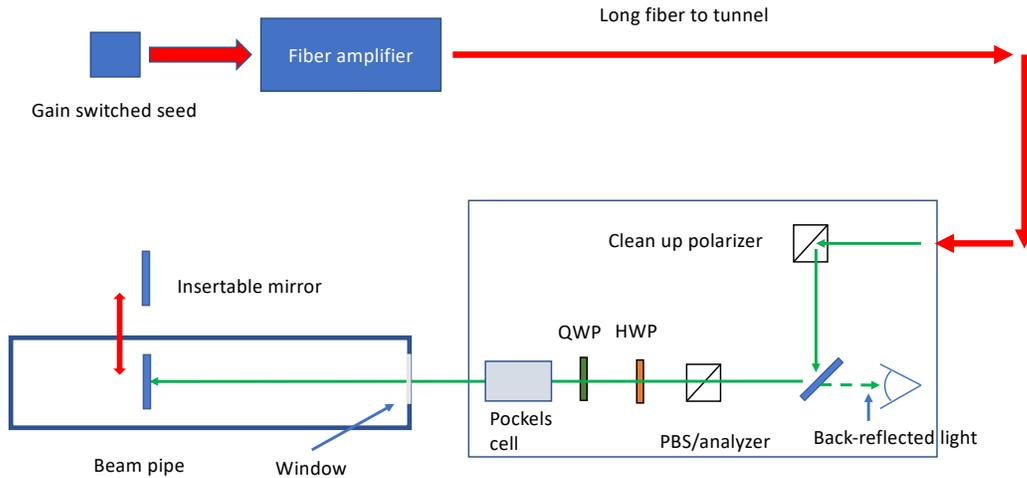 Long fiber to tunnel
Fiber amplifier
Gain switched seed
Clean up polarizer
Insertable mirror
QWP
HWP
Pockels
cell
PBS/analyzer
Back-reflected light
Beam pipe
Window